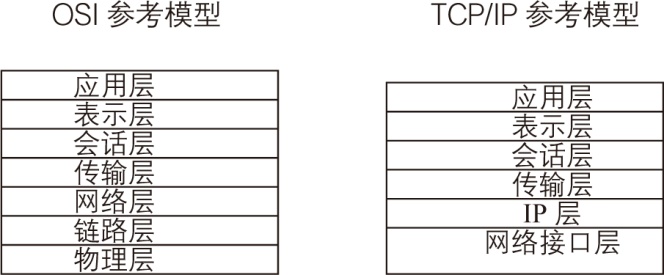 OSI 参考模型
应用层
表示层
会话层
传输层
网络层
链路层
物理层
TCP/IP 参考模型
应用层
表示层
会话层
传输层
IP 层
网络接口层